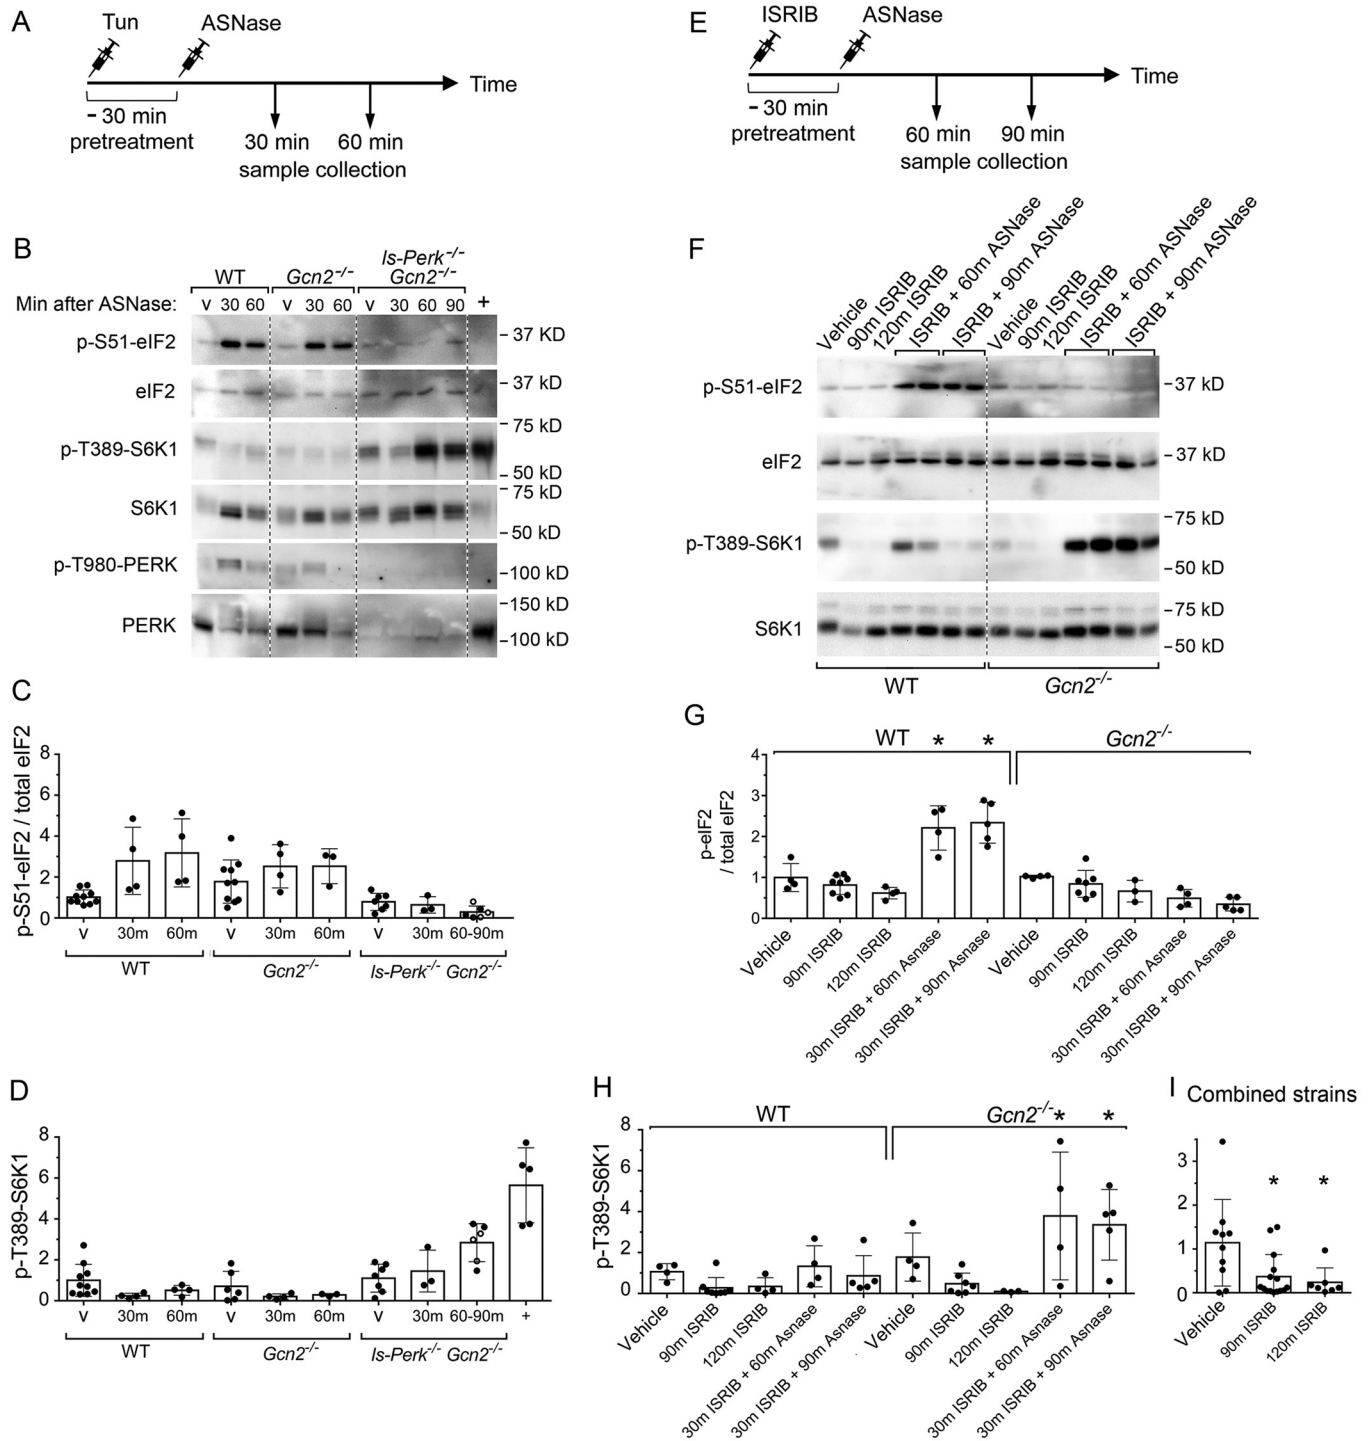 A
Tun
ASNase
Time
- 30 min
pretreatment
30 min
60 min
sample collection
E
ISRIB
ASNase
Time
- 30 min
pretreatment
60 min
90 min
sample collection
B
WT
Gcn2-/-
ls-Perk-/-
Gcn2-/-
Min after ASNase: v 30 60 v 30 60 v 30 60 90 +
p-S51-eIF2
37 KD
eIF2
37 kD
75 kD
p-T389-S6K1
50 kD
75 kD
S6K1
50 kD
p-T980-PERK
100 kD
150 kD
PERK
100 kD
F
Vehicle
90m ISRIB
120m ISRIB
ISRIB + 60m ASNase
ISRIB + 90m ASNase
Vehicle
90m ISRIB
120m ISRIB
ISRIB + 60m ASNase
ISRIB + 90m ASNase
p-S51-eIF2
37 kD
eIF2
37 kD
75 kD
p-T389-S6K1
50 kD
75 kD
S6K1
50 kD
WT
Gcn2-/-
C
p-S51-eIF2 / total eIF2
8
6
4
2
0
v 30m 60m v 30m 60m v 30m 60-90m
WT
Gcn2-/-
ls-Perk-/- Gcn2-/-
G
WT * *
Gcn2-/-
p-eIF2
/ total eIF2
4
3
2
1
0
Vehicle
90m ISRIB
120m ISRIB
30m ISRIB + 60m Asnase
30m ISRIB + 90m Asnase
Vehicle
90m ISRIB
120m ISRIB
30m ISRIB + 60m Asnase
30m ISRIB + 90m Asnase
D
p-T389-S6K1
8
6
4
2
0
v 30m 60m v 30m 60m v 30m 60-90m +
WT
Gcn2-/-
ls-Perk-/- Gcn2-/-
H
WT
Gcn2-/- * *
p-T389-S6K1
8
6
4
2
0
Vehicle
90m ISRIB
120m ISRIB
30m ISRIB + 60m Asnase
30m ISRIB + 90m Asnase
Vehicle
90m ISRIB
120m ISRIB
30m ISRIB + 60m Asnase
30m ISRIB + 90m Asnase
I
Combined strains
* *
3
2
1
0
Vehicle
90m ISRIB
120m ISRIB